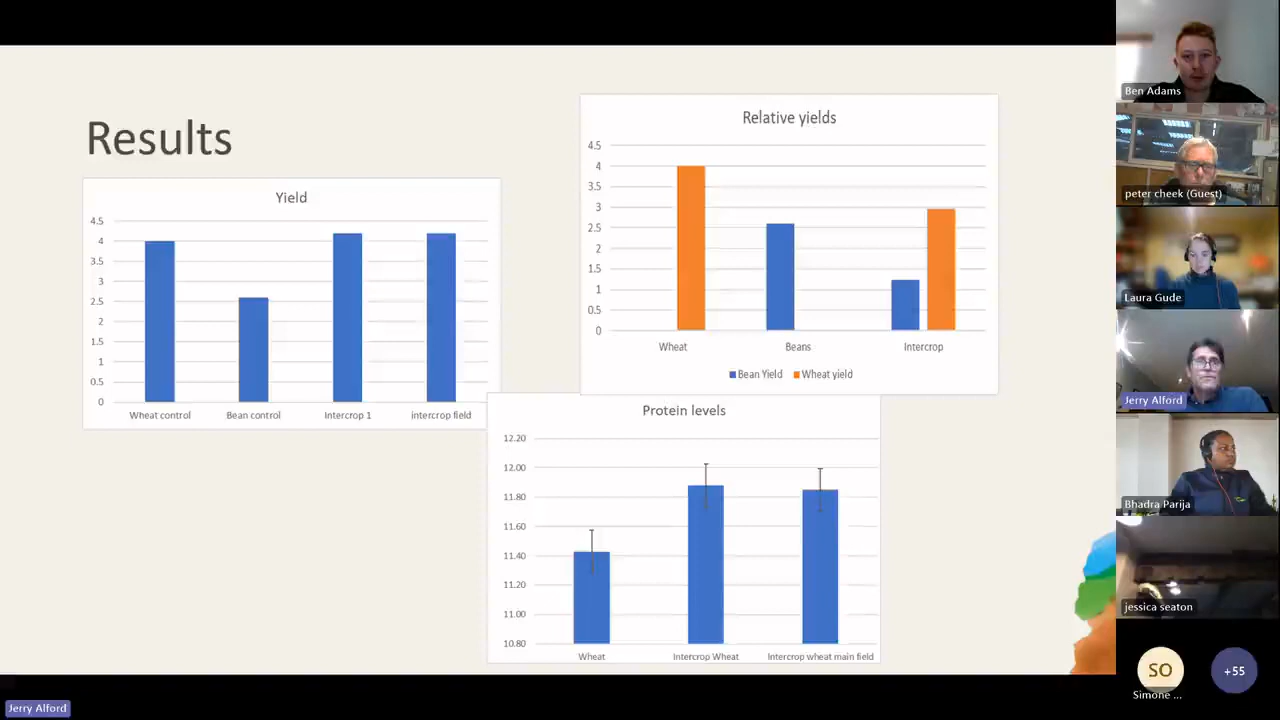 Results
Yield
4.5
4
3.5
3
2.5
2
1.5
1
0.5
0
Wheat control Bean control Intercrop 1 intercrop field
Relative yields
4.5
4
3.5
3
2.5
2
1.5
1
0.5
0
Wheat Beans Intercrop
Bean Yield Wheat yield
Protein levels
12.20
12.00
11.80
11.60
11.40
11.20
11.00
10.80
Wheat Intercrop Wheat Intercrop wheat main field
Ben Adams
peter cheek (Guest)
Laura Gude
Jerry Alford
Bhadra Parija
jessica seaton
SO
Simone ...
+55
Jerry Alford